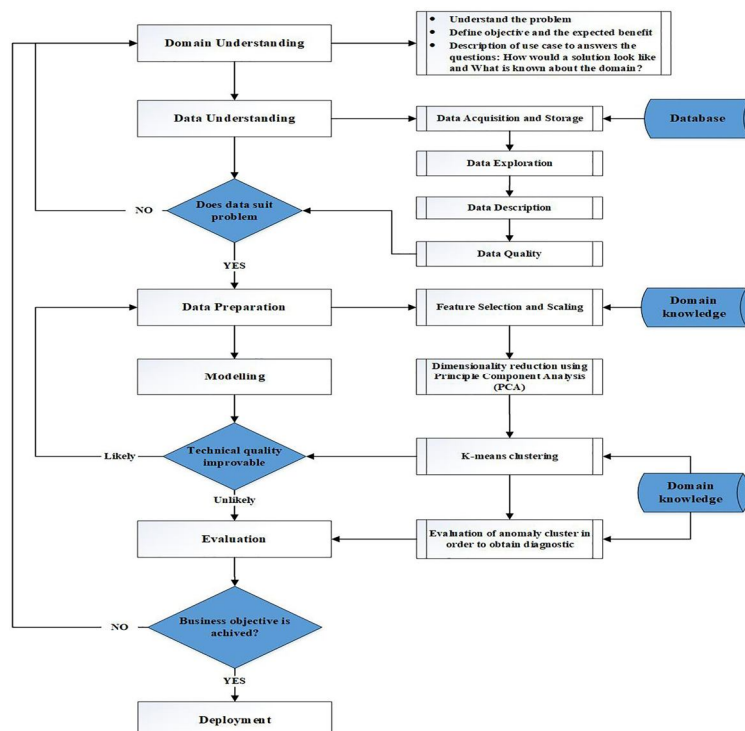 Domain Understanding
• Understand the problem
• Define objective and the expected benefit
• Description of use case to answers the
questions: How would a solution look like
and What is known about the domain?
Data Understanding
Data Acquisition and Storage
Database
Data Exploration
Does data suit
problem
NO
Data Description
Data Quality
YES
Data Preparation
Feature Selection and Scaling
Domain
knowledge
Modelling
Dimensionality reduction using
Principle Component Analysis
(PCA)
Likely
Technical quality
improvable
K-means clustering
Domain
knowledge
Unlikely
Evaluation
Evaluation of anomaly cluster in
order to obtain diagnostic
NO
Business objective is
achived?
YES
Deployment